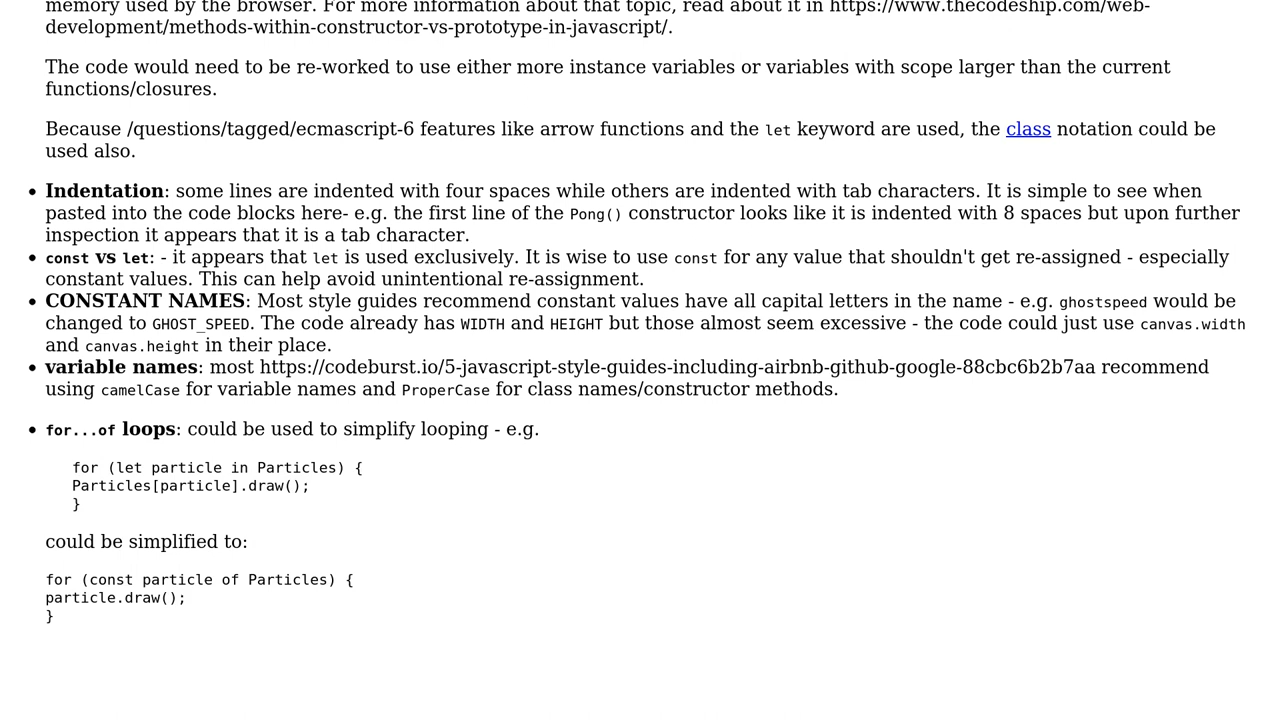 memory used by the browser. For more information about that topic, read about it in https://www.thecodeship.com/web-
development/methods-within-constructor-vs-prototype-in-javascript/.
The code would need to be re-worked to use either more instance variables or variables with scope larger than the current
functions/closures.
Because /questions/tagged/ecmascript-6 features like arrow functions and the let keyword are used, the class notation could be
used also.
• Indentation: some lines are indented with four spaces while others are indented with tab characters. It is simple to see when
pasted into the code blocks here- e.g. the first line of the Pong() constructor looks like it is indented with 8 spaces but upon further
inspection it appears that it is a tab character.
• const vs let: - it appears that let is used exclusively. It is wise to use const for any value that shouldn't get re-assigned - especially
constant values. This can help avoid unintentional re-assignment.
• CONSTANT NAMES: Most style guides recommend constant values have all capital letters in the name - e.g. ghostspeed would be
changed to GHOST_SPEED. The code already has WIDTH and HEIGHT but those almost seem excessive - the code could just use canvas.width
and canvas.height in their place.
• variable names: most https://codeburst.io/5-javascript-style-guides-including-airbnb-github-google-88cbc6b2b7aa recommend
using camelCase for variable names and ProperCase for class names/constructor methods.
• for...of loops: could be used to simplify looping - e.g.
for (let particle in Particles) {
Particles[particle].draw();
}
could be simplified to:
for (const particle of Particles) {
particle.draw();
}